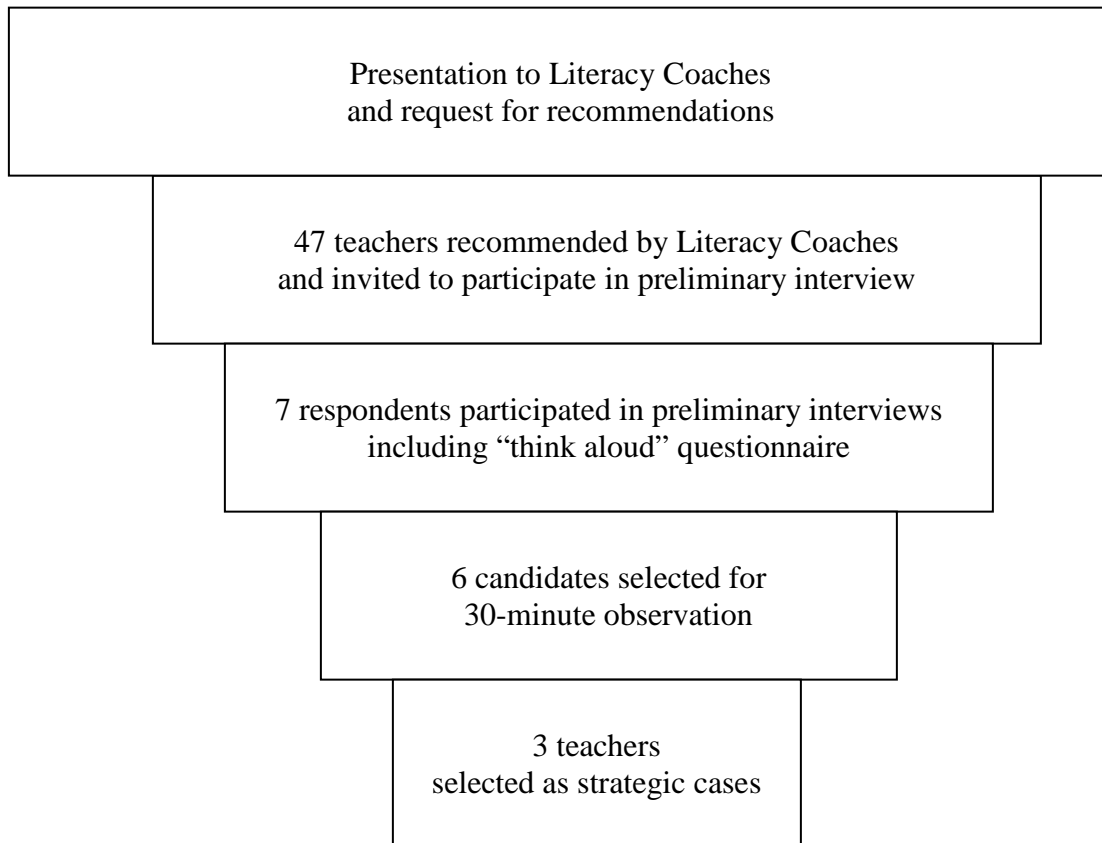 Presentation to Literacy Coaches
and request for recommendations
47 teachers recommended by Literacy Coaches
and invited to participate in preliminary interview
7 respondents participated in preliminary interviews
including “think aloud” questionnaire
6 candidates selected for
30-minute observation
3 teachers
selected as strategic cases